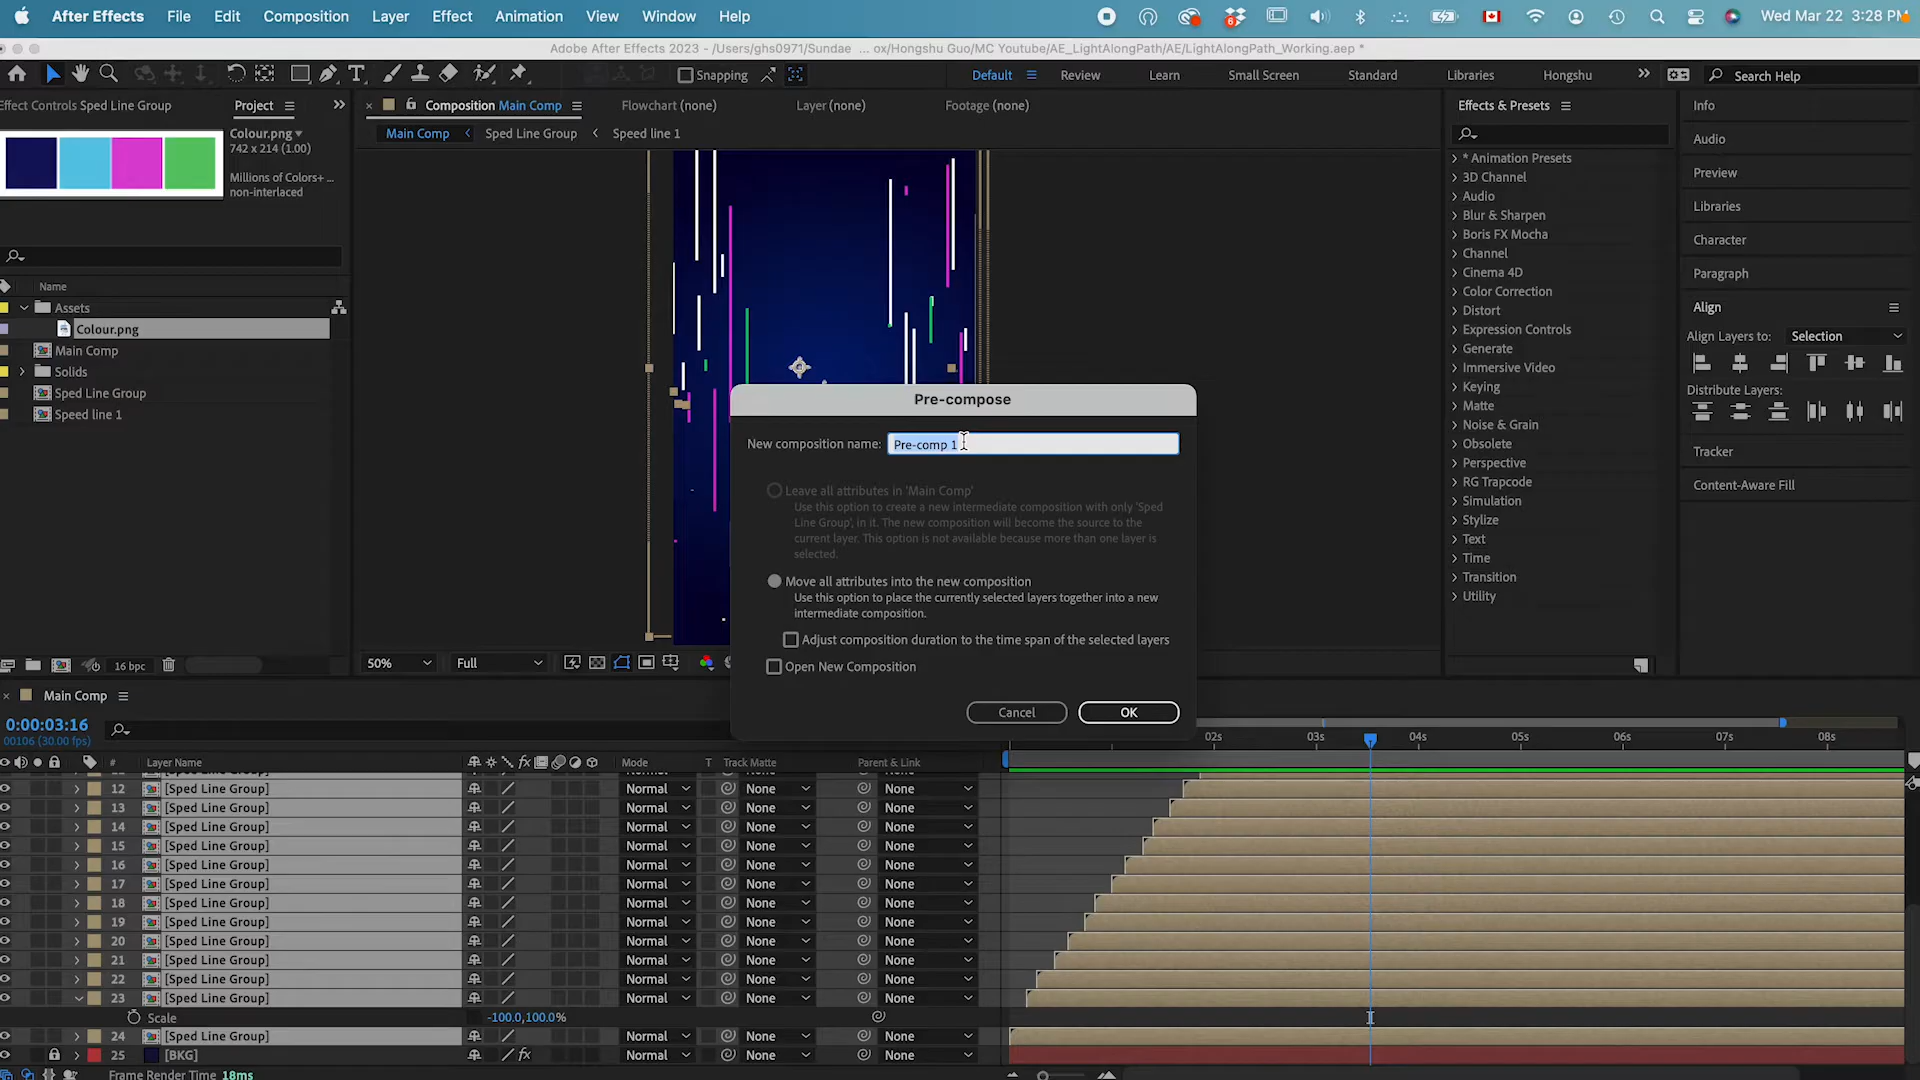 After Effects File Edit Composition Layer Effect Animation View Window Help 6 Wed Mar 22 3:28 PM
Adobe After Effects 2023 - /Users/ghs0971/Sundae ... ox/Hongshu Guo/MC Youtube/AE_LightAlongPath/AE/LightAlongPath_Working.aep *
Snapping Default Review Learn Small Screen Standard Libraries Hongshu Search Help
Effect Controls Sped Line Group Project Composition Main Comp Flowchart (none) Layer (none) Footage (none) Effects & Presets Info
Main Comp Sped Line Group Speed line 1
Colour.png
742 x 214 (1.00)
Millions of Colors+ ...
non-interlaced
Name
Assets
Colour.png
Main Comp
Solids
Sped Line Group
Speed line 1
16 bpc
50% Full
* Animation Presets
3D Channel
Audio
Blur & Sharpen
Boris FX Mocha
Channel
Cinema 4D
Color Correction
Distort
Expression Controls
Generate
Immersive Video
Keying
Matte
Noise & Grain
Obsolete
Perspective
RG Trapcode
Simulation
Stylize
Text
Time
Transition
Utility
Audio
Preview
Libraries
Character
Paragraph
Align
Align Layers to: Selection
Distribute Layers:
Tracker
Content-Aware Fill
Pre-compose
New composition name: Pre-comp 1
Leave all attributes in 'Main Comp'
Use this option to create a new intermediate composition with only 'Sped
Line Group', in it. The new composition will become the source to the
current layer. This option is not available because more than one layer is
selected.
Move all attributes into the new composition
Use this option to place the currently selected layers together into a new
intermediate composition.
Adjust composition duration to the time span of the selected layers
Open New Composition
Cancel OK
Main Comp
0:00:03:16
00106 (30.00 fps)
02s 03s 04s 05s 06s 07s 08s
# Layer Name Mode T Track Matte Parent & Link
[Sped Line Group]
12 [Sped Line Group] Normal None None
13 [Sped Line Group] Normal None None
14 [Sped Line Group] Normal None None
15 [Sped Line Group] Normal None None
16 [Sped Line Group] Normal None None
17 [Sped Line Group] Normal None None
18 [Sped Line Group] Normal None None
19 [Sped Line Group] Normal None None
20 [Sped Line Group] Normal None None
21 [Sped Line Group] Normal None None
22 [Sped Line Group] Normal None None
23 [Sped Line Group] Normal None None
Scale -100.0,100.0%
24 [Sped Line Group] Normal None None
25 [BKG] fx Normal None None
Frame Render Time 18ms